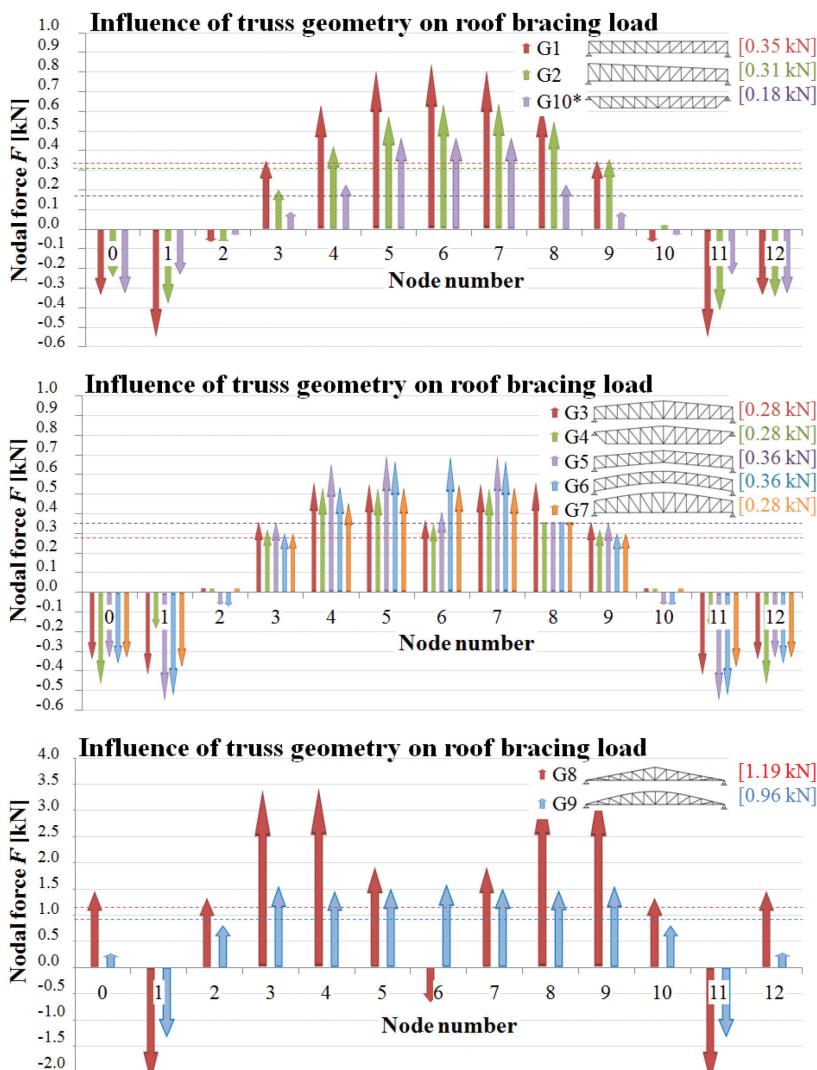 Influence of truss geometry on roof bracing load
Nodal force F [kN]
1.0
0.9
0.8
0.7
0.6
0.5
0.4
0.3
0.2
0.1
0.0
-0.1
-0.2
-0.3
-0.4
-0.5
-0.6
G1 [0.35 kN]
G2 [0.31 kN]
G10* [0.18 kN]
0 1 2 3 4 5 6 7 8 9 10 11 12
Node number
Influence of truss geometry on roof bracing load
Nodal force F [kN]
1.0
0.9
0.8
0.7
0.6
0.5
0.4
0.3
0.2
0.1
0.0
-0.1
-0.2
-0.3
-0.4
-0.5
-0.6
G3 [0.28 kN]
G4 [0.28 kN]
G5 [0.36 kN]
G6 [0.36 kN]
G7 [0.28 kN]
0 1 2 3 4 5 6 7 8 9 10 11 12
Node number
Influence of truss geometry on roof bracing load
Nodal force F [kN]
4.0
3.5
3.0
2.5
2.0
1.5
1.0
0.5
0.0
-0.5
-1.0
-1.5
-2.0
G8 [1.19 kN]
G9 [0.96 kN]
0 1 2 3 4 5 6 7 8 9 10 11 12
Node number